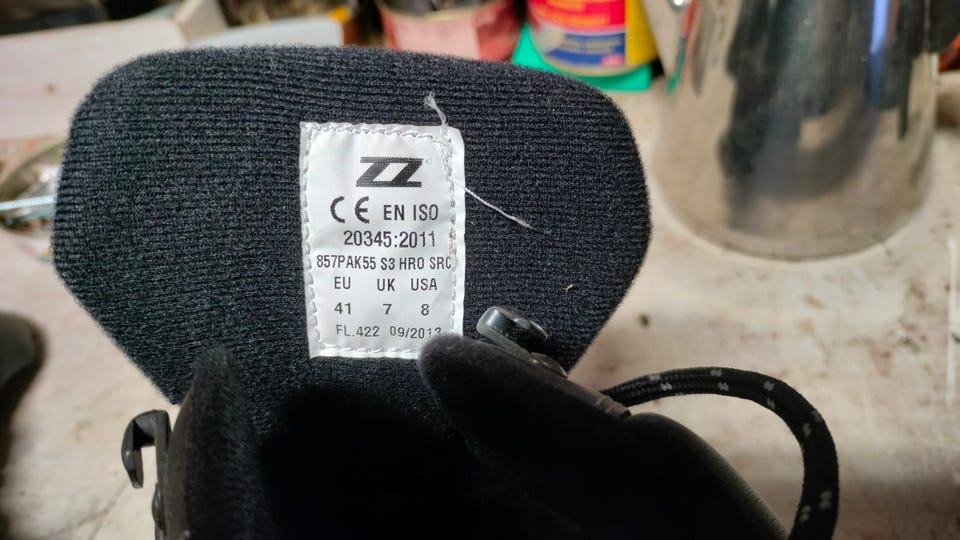 ZZ
CE EN ISO
20345:2011
857PAK55 S3 HRO SRC
EU UK USA
41 7 8
FL.422 09/2013